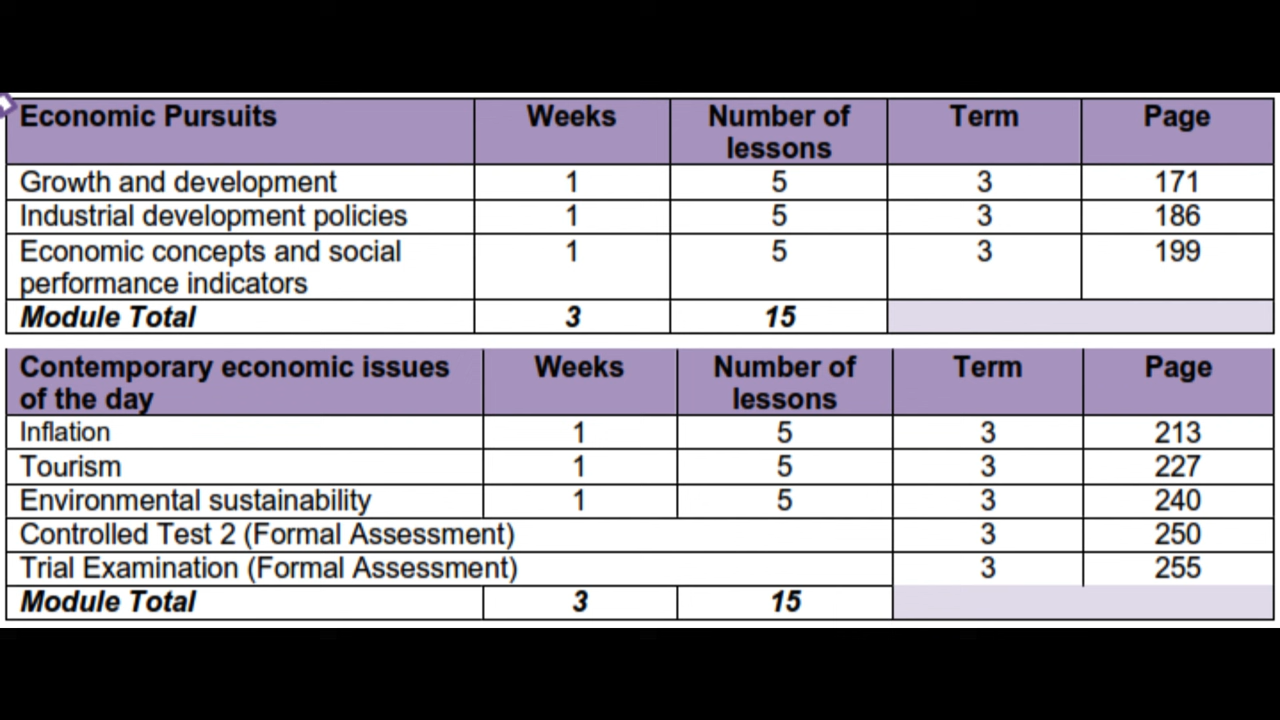 Economic Pursuits Weeks Number of lessons Term Page
Growth and development 1 5 3 171
Industrial development policies 1 5 3 186
Economic concepts and social performance indicators 1 5 3 199
Module Total 3 15
Contemporary economic issues of the day Weeks Number of lessons Term Page
Inflation 1 5 3 213
Tourism 1 5 3 227
Environmental sustainability 1 5 3 240
Controlled Test 2 (Formal Assessment) 3 250
Trial Examination (Formal Assessment) 3 255
Module Total 3 15